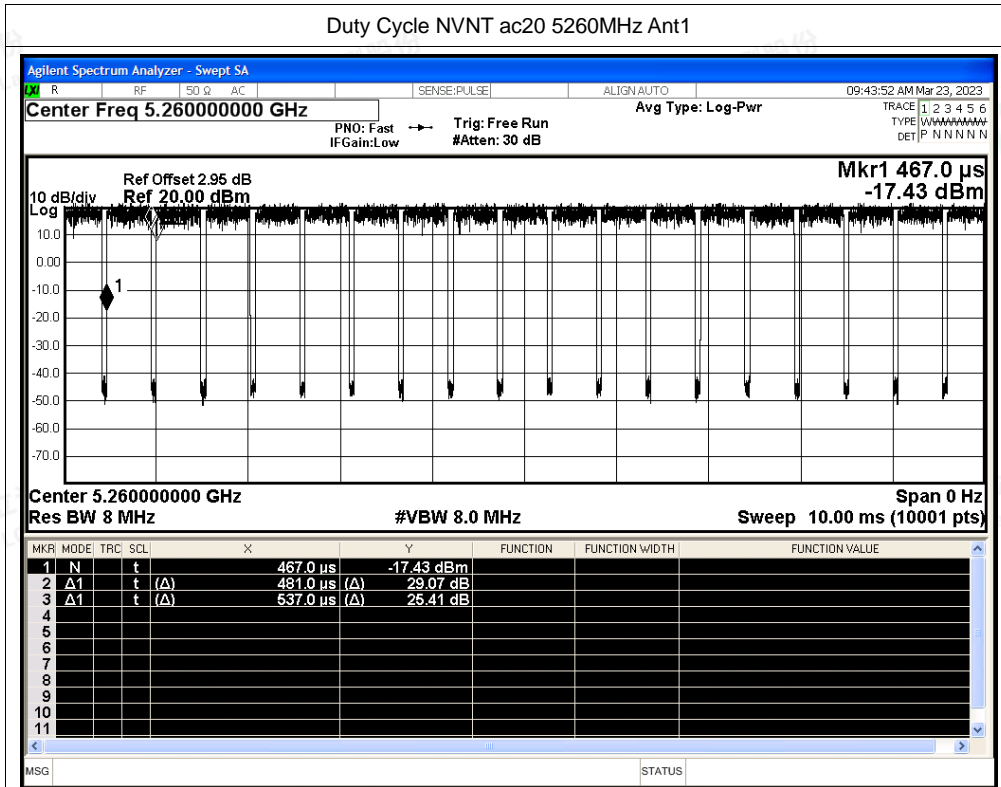 Duty Cycle NVNT ac20 5260MHz Ant1
Agilent Spectrum Analyzer - Swept SA
LXI R RF 50 Ω AC SENSE:PULSE ALIGN AUTO 09:43:52 AM Mar 23, 2023
Center Freq 5.260000000 GHz
PNO: Fast
IFGain:Low
Trig: Free Run
#Atten: 30 dB
Avg Type: Log-Pwr
TRACE 1 2 3 4 5 6
TYPE WWWWWW
DET P N N N N N
Ref Offset 2.95 dB
10 dB/div Ref 20.00 dBm
Log
Mkr1 467.0 µs
-17.43 dBm
10.0
0.00
-10.0
-20.0
-30.0
-40.0
-50.0
-60.0
-70.0
1
Center 5.260000000 GHz Span 0 Hz
Res BW 8 MHz #VBW 8.0 MHz Sweep 10.00 ms (10001 pts)
MKR MODE TRC SCL X Y FUNCTION FUNCTION WIDTH FUNCTION VALUE
1 N t 467.0 µs -17.43 dBm
2 Δ1 t (Δ) 481.0 µs (Δ) 29.07 dB
3 Δ1 t (Δ) 537.0 µs (Δ) 25.41 dB
4
5
6
7
8
9
10
11
MSG STATUS